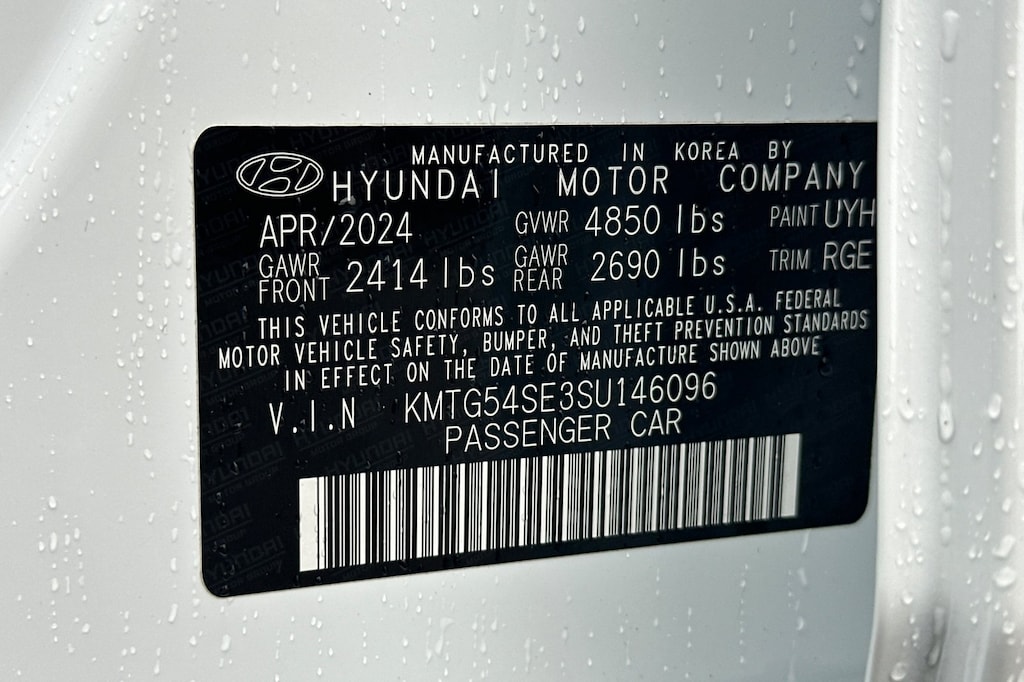 MANUFACTURED IN KOREA BY
HYUNDAI MOTOR COMPANY
APR/2024 GVWR 4850 lbs PAINT UYH
GAWR FRONT 2414 lbs GAWR REAR 2690 lbs TRIM RGE
THIS VEHICLE CONFORMS TO ALL APPLICABLE U.S.A. FEDERAL
MOTOR VEHICLE SAFETY, BUMPER, AND THEFT PREVENTION STANDARDS
IN EFFECT ON THE DATE OF MANUFACTURE SHOWN ABOVE
V.I.N KMTG54SE3SU146096
PASSENGER CAR